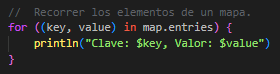 //  Recorrer los elementos de un mapa.
for ((key, value) in map.entries) {
    println("Clave: $key, Valor: $value")
}